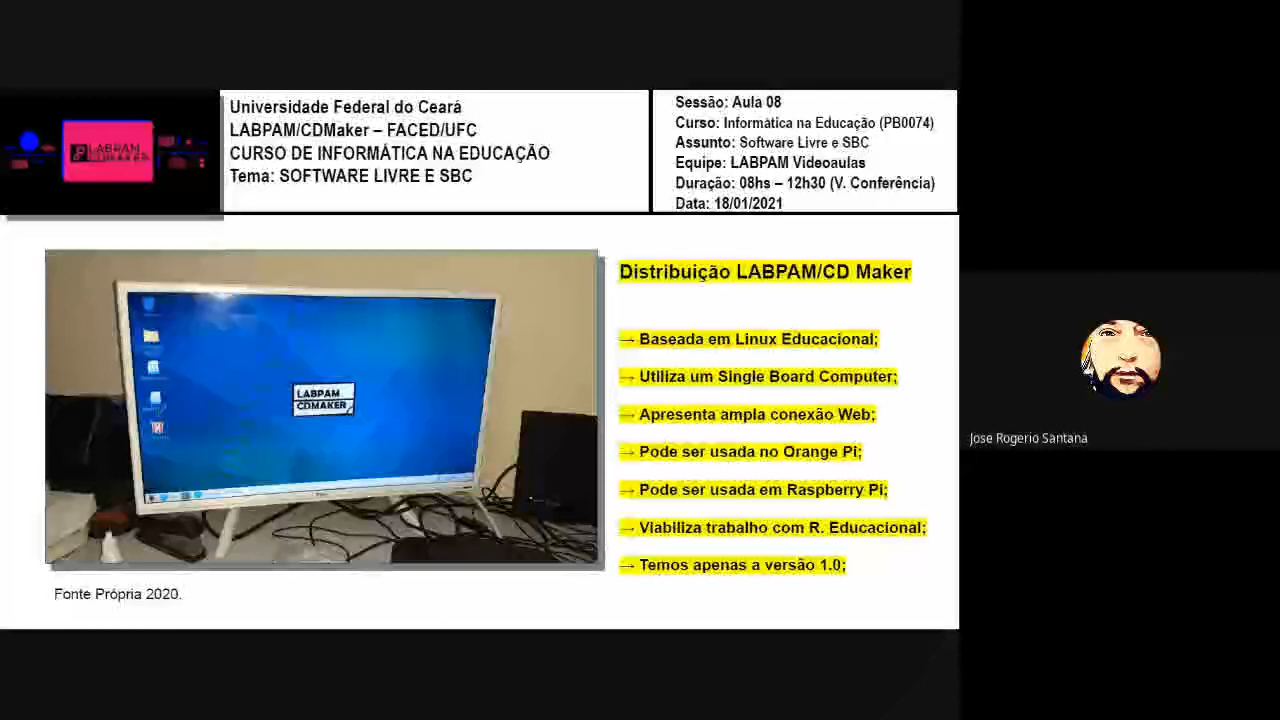 LABPAM
CDMAKER
Universidade Federal do Ceará
LABPAM/CDMaker – FACED/UFC
CURSO DE INFORMÁTICA NA EDUCAÇÃO
Tema: SOFTWARE LIVRE E SBC
Sessão: Aula 08
Curso: Informática na Educação (PB0074)
Assunto: Software Livre e SBC
Equipe: LABPAM Videoaulas
Duração: 08hs – 12h30 (V. Conferência)
Data: 18/01/2021
LABPAM
CDMAKER
Distribuição LABPAM/CD Maker
→ Baseada em Linux Educacional;
→ Utiliza um Single Board Computer;
→ Apresenta ampla conexão Web;
→ Pode ser usada no Orange Pi;
→ Pode ser usada em Raspberry Pi;
→ Viabiliza trabalho com R. Educacional;
→ Temos apenas a versão 1.0;
Fonte Própria 2020.
Jose Rogerio Santana